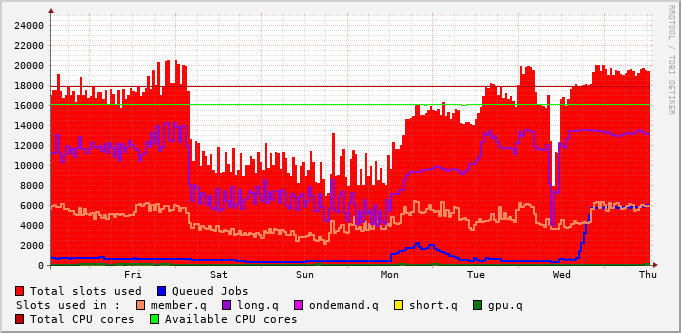 24000
22000
20000
18000
16000
14000
12000
10000
8000
6000
4000
2000
0
Fri Sat Sun Mon Tue Wed Thu
Total slots used Queued Jobs
Slots used in : member.q long.q ondemand.q short.q gpu.q
Total CPU cores Available CPU cores
RRDTOOL / TOBI OETIKER